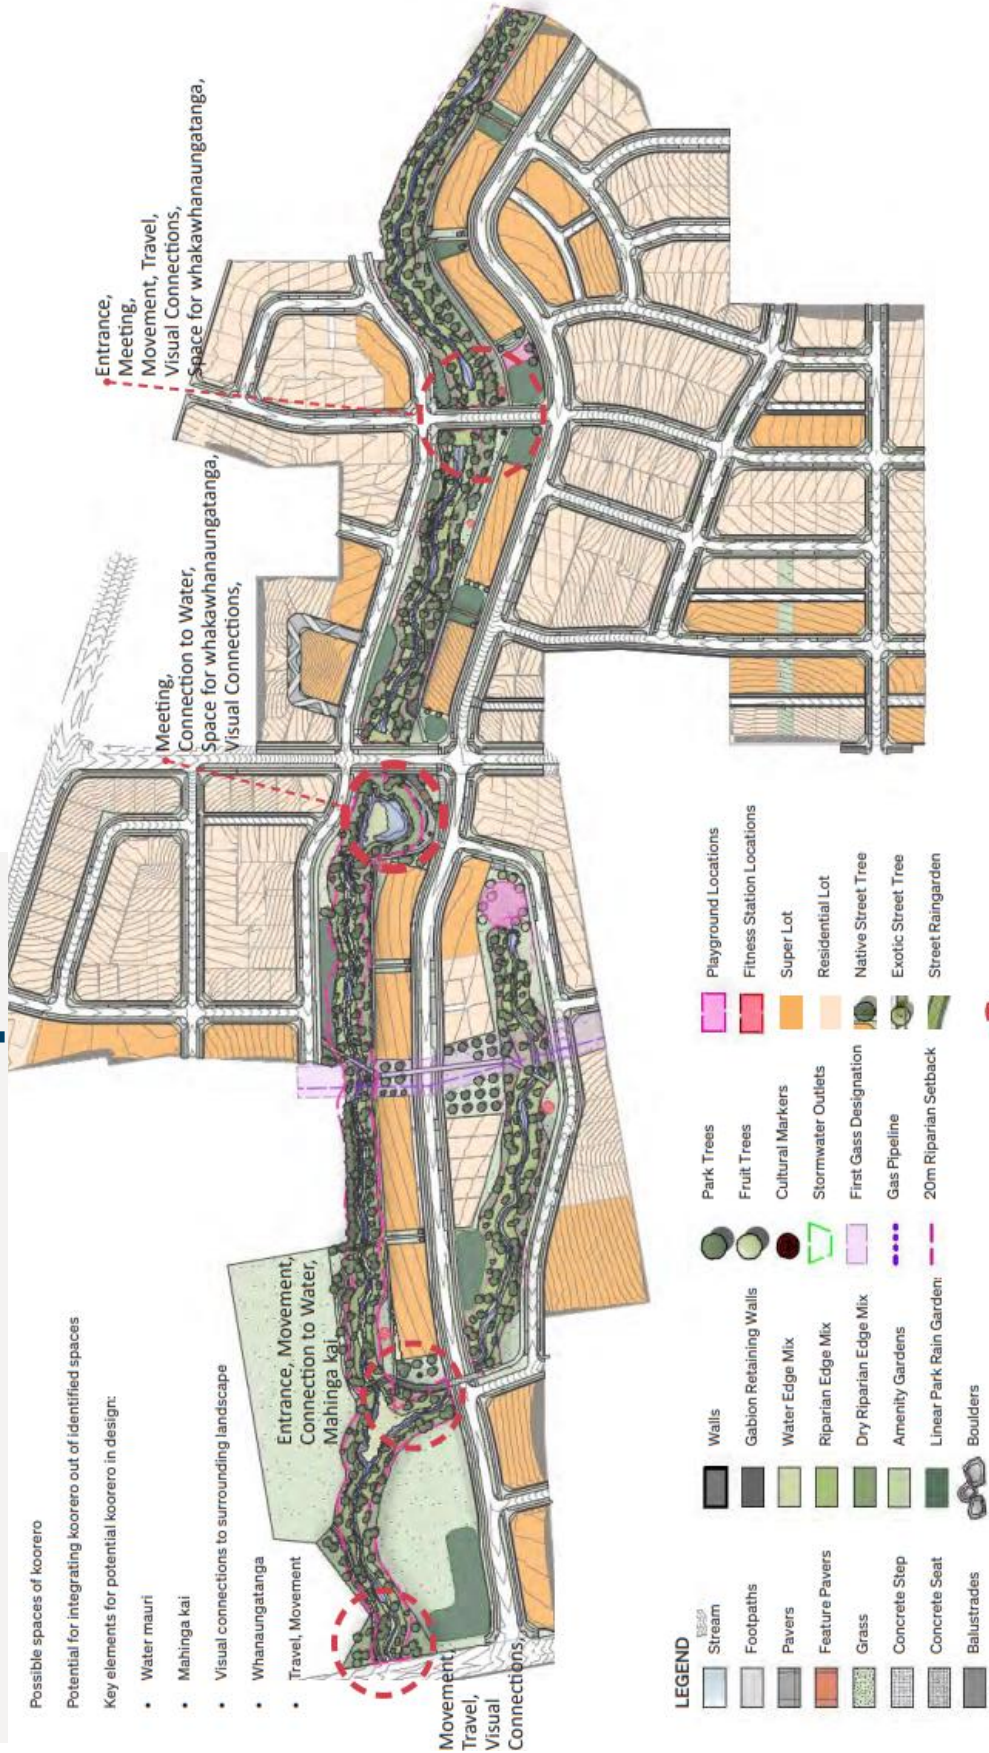 Possible spaces of koorero
Potential for integrating koorero out of identified spaces
Key elements for potential koorero in design:
• Water mauri
• Mahinga kai
• Visual connections to surrounding landscape
• Whanaungatanga
• Travel, Movement
Movement,
Travel,
Visual
Connections,
Entrance, Movement,
Connection to Water,
Mahinga kai
Meeting,
Connection to Water,
Space for whakawhanaungatanga,
Visual Connections,
Entrance,
Meeting,
Movement, Travel,
Visual Connections,
Space for whakawhanaungatanga,
LEGEND
Stream
Footpaths
Pavers
Feature Pavers
Grass
Concrete Step
Concrete Seat
Balustrades
Walls
Gabion Retaining Walls
Water Edge Mix
Riparian Edge Mix
Dry Riparian Edge Mix
Amenity Gardens
Linear Park Rain Gardens
Boulders
Park Trees
Fruit Trees
Cultural Markers
Stormwater Outlets
First Gass Designation
Gas Pipeline
20m Riparian Setback
Playground Locations
Fitness Station Locations
Super Lot
Residential Lot
Native Street Tree
Exotic Street Tree
Street Raingarden